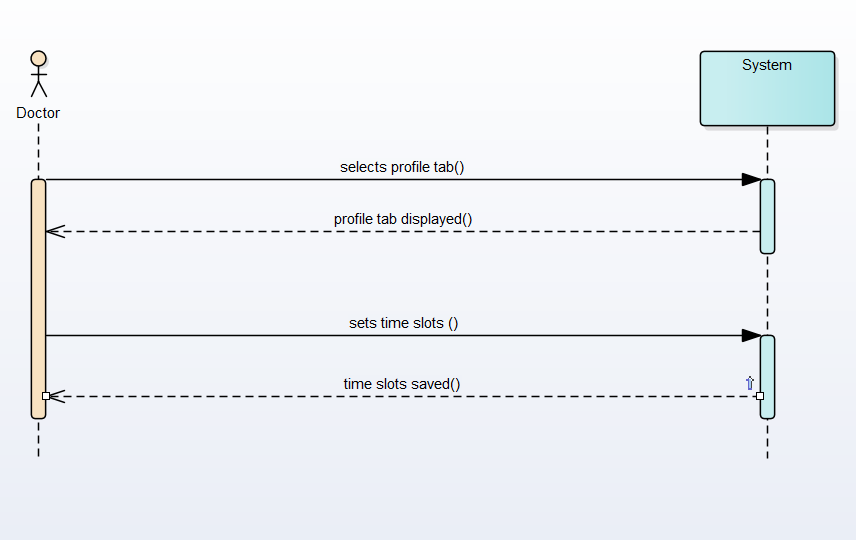 System
Doctor
selects profile tab()
profile tab displayed()
sets time slots ()
time slots saved()